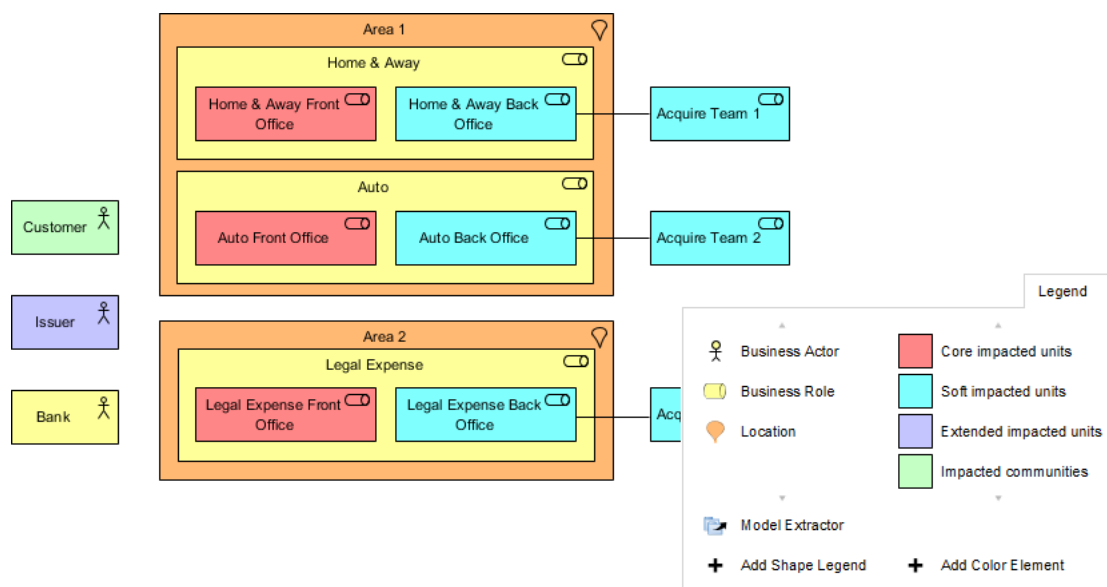 Area 1
Home & Away
Home & Away Front
Office
Home & Away Back
Office
Acquire Team 1
Auto
Auto Front Office
Auto Back Office
Acquire Team 2
Customer
Issuer
Bank
Area 2
Legal Expense
Legal Expense Front
Office
Legal Expense Back
Office
Legend
Business Actor
Business Role
Location
Model Extractor
Add Shape Legend
Core impacted units
Soft impacted units
Extended impacted units
Impacted communities
Add Color Element